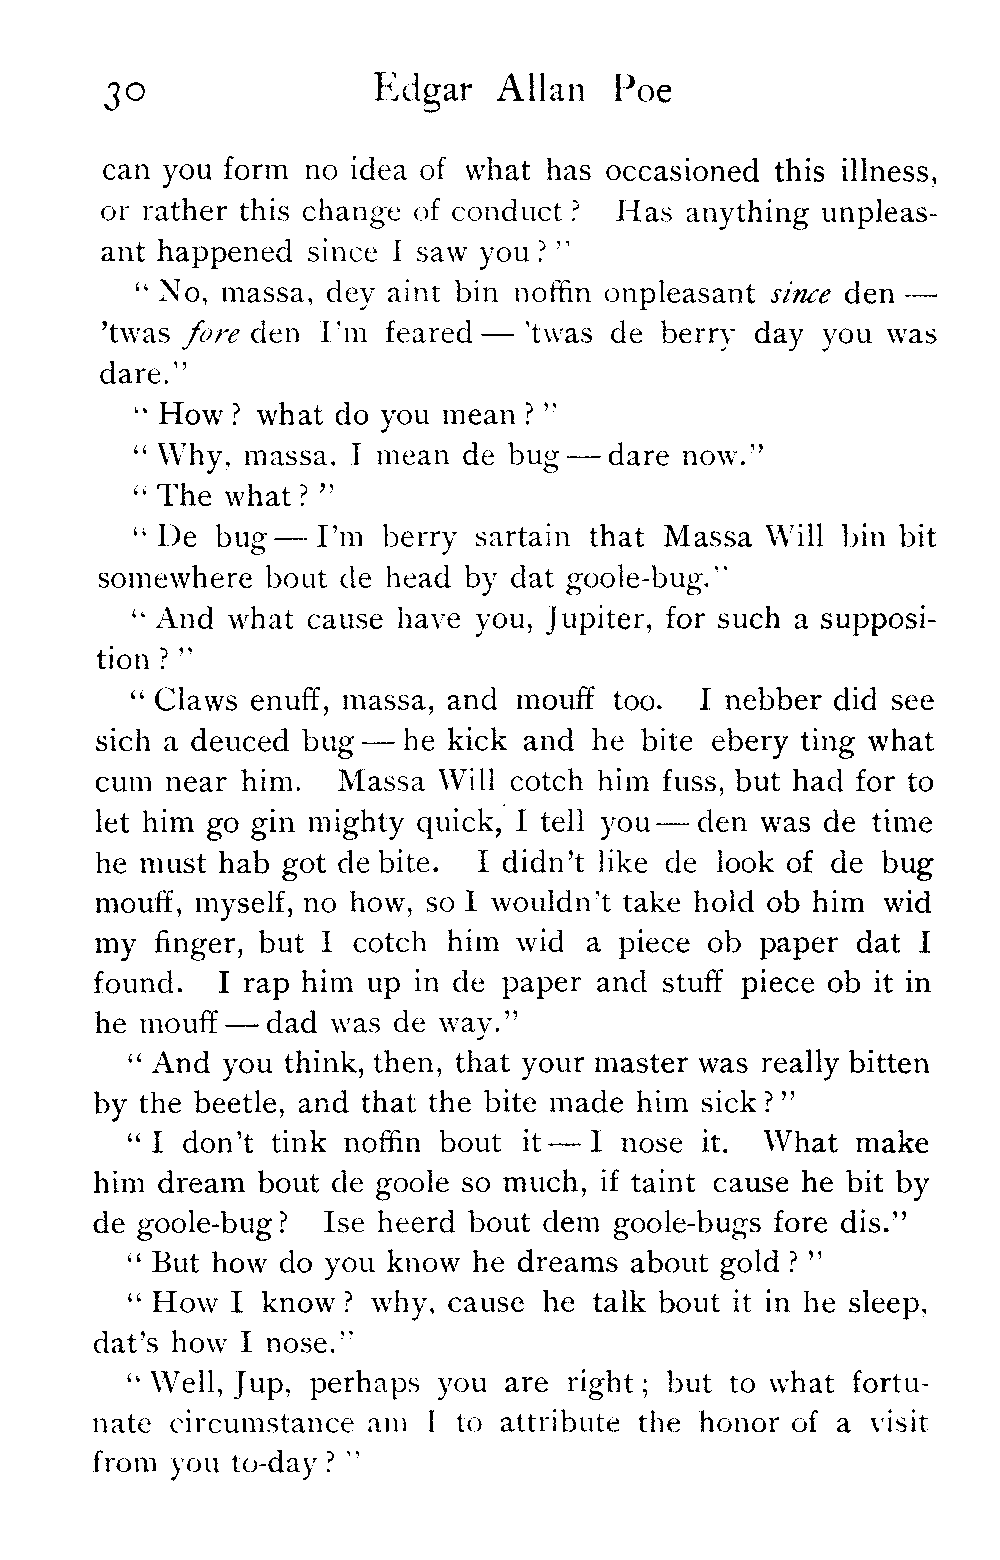 30 Edgar Allan Poe
can you form no idea of what has occasioned this illness,
or rather this change of conduct? Has anything unpleas-
ant happened since I saw you?"
"No, massa, dey aint bin noffin onpleasant since den —
'twas fore den I'm feared — 'twas de berry day you was
dare."
"How? what do you mean?"
"Why, massa, I mean de bug — dare now."
"The what?"
"De bug — I'm berry sartain that Massa Will bin bit
somewhere bout de head by dat goole-bug."
"And what cause have you, Jupiter, for such a supposi-
tion?"
"Claws enuff, massa, and mouff too. I nebber did see
sich a deuced bug — he kick and he bite ebery ting what
cum near him. Massa Will cotch him fuss, but had for to
let him go gin mighty quick, I tell you — den was de time
he must hab got de bite. I didn't like de look of de bug
mouff, myself, no how, so I wouldn't take hold ob him wid
my finger, but I cotch him wid a piece ob paper dat I
found. I rap him up in de paper and stuff piece ob it in
he mouff — dad was de way."
"And you think, then, that your master was really bitten
by the beetle, and that the bite made him sick?"
"I don't tink noffin bout it — I nose it. What make
him dream bout de goole so much, if taint cause he bit by
de goole-bug? Ise heerd bout dem goole-bugs fore dis."
"But how do you know he dreams about gold?"
"How I know? why, cause he talk bout it in he sleep,
dat's how I nose."
"Well, Jup, perhaps you are right; but to what fortu-
nate circumstance am I to attribute the honor of a visit
from you to-day?"